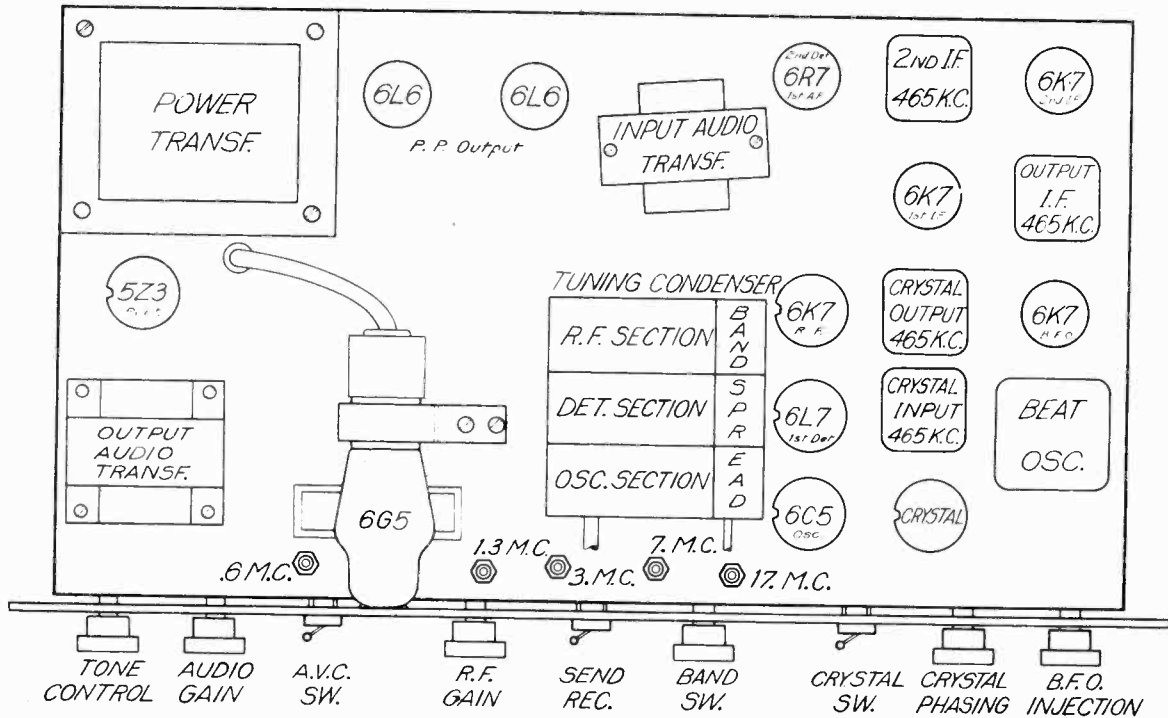 POWER
TRANSF.
6L6
6L6
P. P. Output
INPUT AUDIO
TRANSF.
2nd Det
6R7
1st A.F.
2ND I.F.
465 K.C.
6K7
2nd I.F.
6K7
1st I.F.
OUTPUT
I.F.
465 K.C.
5Z3
TUNING CONDENSER
R.F. SECTION
DET. SECTION
OSC. SECTION
BAND
SPR
EAD
6K7
R.F.
CRYSTAL
OUTPUT
465 K.C.
6K7
B.F.O.
6L7
1st Det
CRYSTAL
INPUT
465 K.C.
BEAT
OSC.
OUTPUT
AUDIO
TRANSF.
6G5
6C5
Osc.
CRYSTAL
.6 M.C.
1.3 M.C.
3. M.C.
7. M.C.
17. M.C.
TONE
CONTROL
AUDIO
GAIN
A.V.C.
SW.
R.F.
GAIN
SEND
REC.
BAND
SW.
CRYSTAL
SW.
CRYSTAL
PHASING
B.F.O.
INJECTION